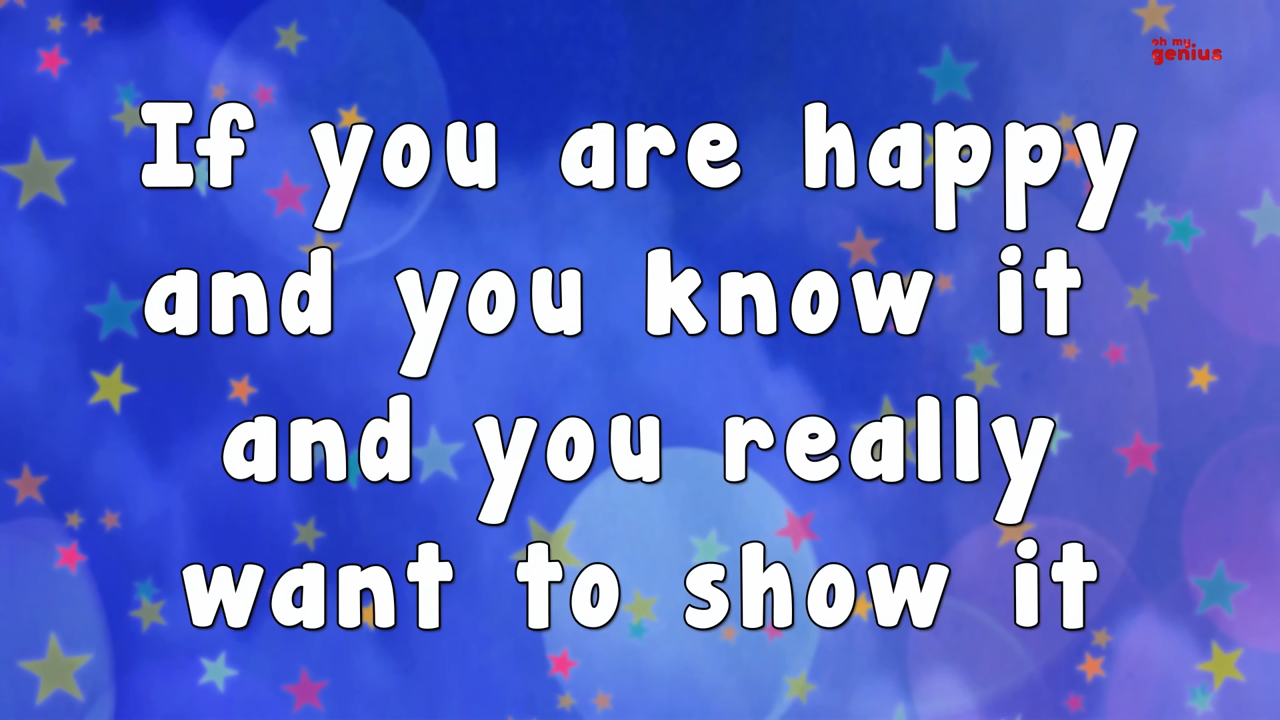 oh my
genius
If you are happy
and you know it
and you really
want to show it